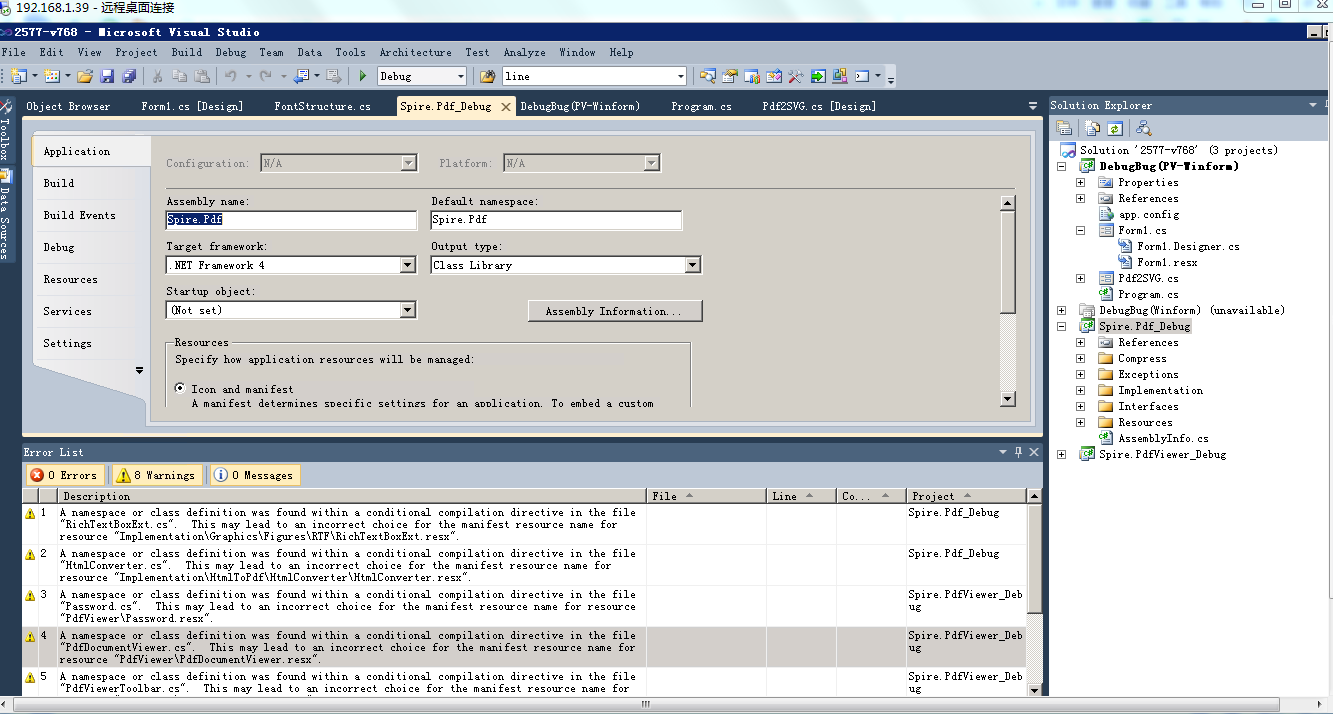 192.168.1.39 - 远程桌面连接
2577-v768 - Microsoft Visual Studio
File Edit View Project Build Debug Team Data Tools Architecture Test Analyze Window Help
Debug line
Object Browser Form1.cs [Design] FontStructure.cs Spire.Pdf_Debug DebugBug(PV-Winform) Program.cs Pdf2SVG.cs [Design]
Toolbox
Data Sources
Application
Build
Build Events
Debug
Resources
Services
Settings
Configuration: N/A Platform: N/A
Assembly name: Default namespace:
Spire.Pdf Spire.Pdf
Target framework: Output type:
.NET Framework 4 Class Library
Startup object:
(Not set) Assembly Information...
Resources
Specify how application resources will be managed:
Icon and manifest
A manifest determines specific settings for an application. To embed a custom
Solution Explorer
Solution '2577-v768' (3 projects)
DebugBug(PV-Winform)
Properties
References
app.config
Form1.cs
Form1.Designer.cs
Form1.resx
Pdf2SVG.cs
Program.cs
DebugBug(Winform) (unavailable)
Spire.Pdf_Debug
References
Compress
Exceptions
Implementation
Interfaces
Resources
AssemblyInfo.cs
Spire.PdfViewer_Debug
Error List
0 Errors 8 Warnings 0 Messages
Description File Line Co... Project
1 A namespace or class definition was found within a conditional compilation directive in the file Spire.Pdf_Debug
"RichTextBoxExt.cs". This may lead to an incorrect choice for the manifest resource name for
resource "Implementation\Graphics\Figures\RTF\RichTextBoxExt.resx".
2 A namespace or class definition was found within a conditional compilation directive in the file Spire.Pdf_Debug
"HtmlConverter.cs". This may lead to an incorrect choice for the manifest resource name for
resource "Implementation\HtmlToPdf\HtmlConverter\HtmlConverter.resx".
3 A namespace or class definition was found within a conditional compilation directive in the file Spire.PdfViewer_Deb
"Password.cs". This may lead to an incorrect choice for the manifest resource name for resource ug
"PdfViewer\Password.resx".
4 A namespace or class definition was found within a conditional compilation directive in the file Spire.PdfViewer_Deb
"PdfDocumentViewer.cs". This may lead to an incorrect choice for the manifest resource name for ug
resource "PdfViewer\PdfDocumentViewer.resx".
5 A namespace or class definition was found within a conditional compilation directive in the file Spire.PdfViewer_Deb
"PdfViewerToolbar.cs". This may lead to an incorrect choice for the manifest resource name for ug